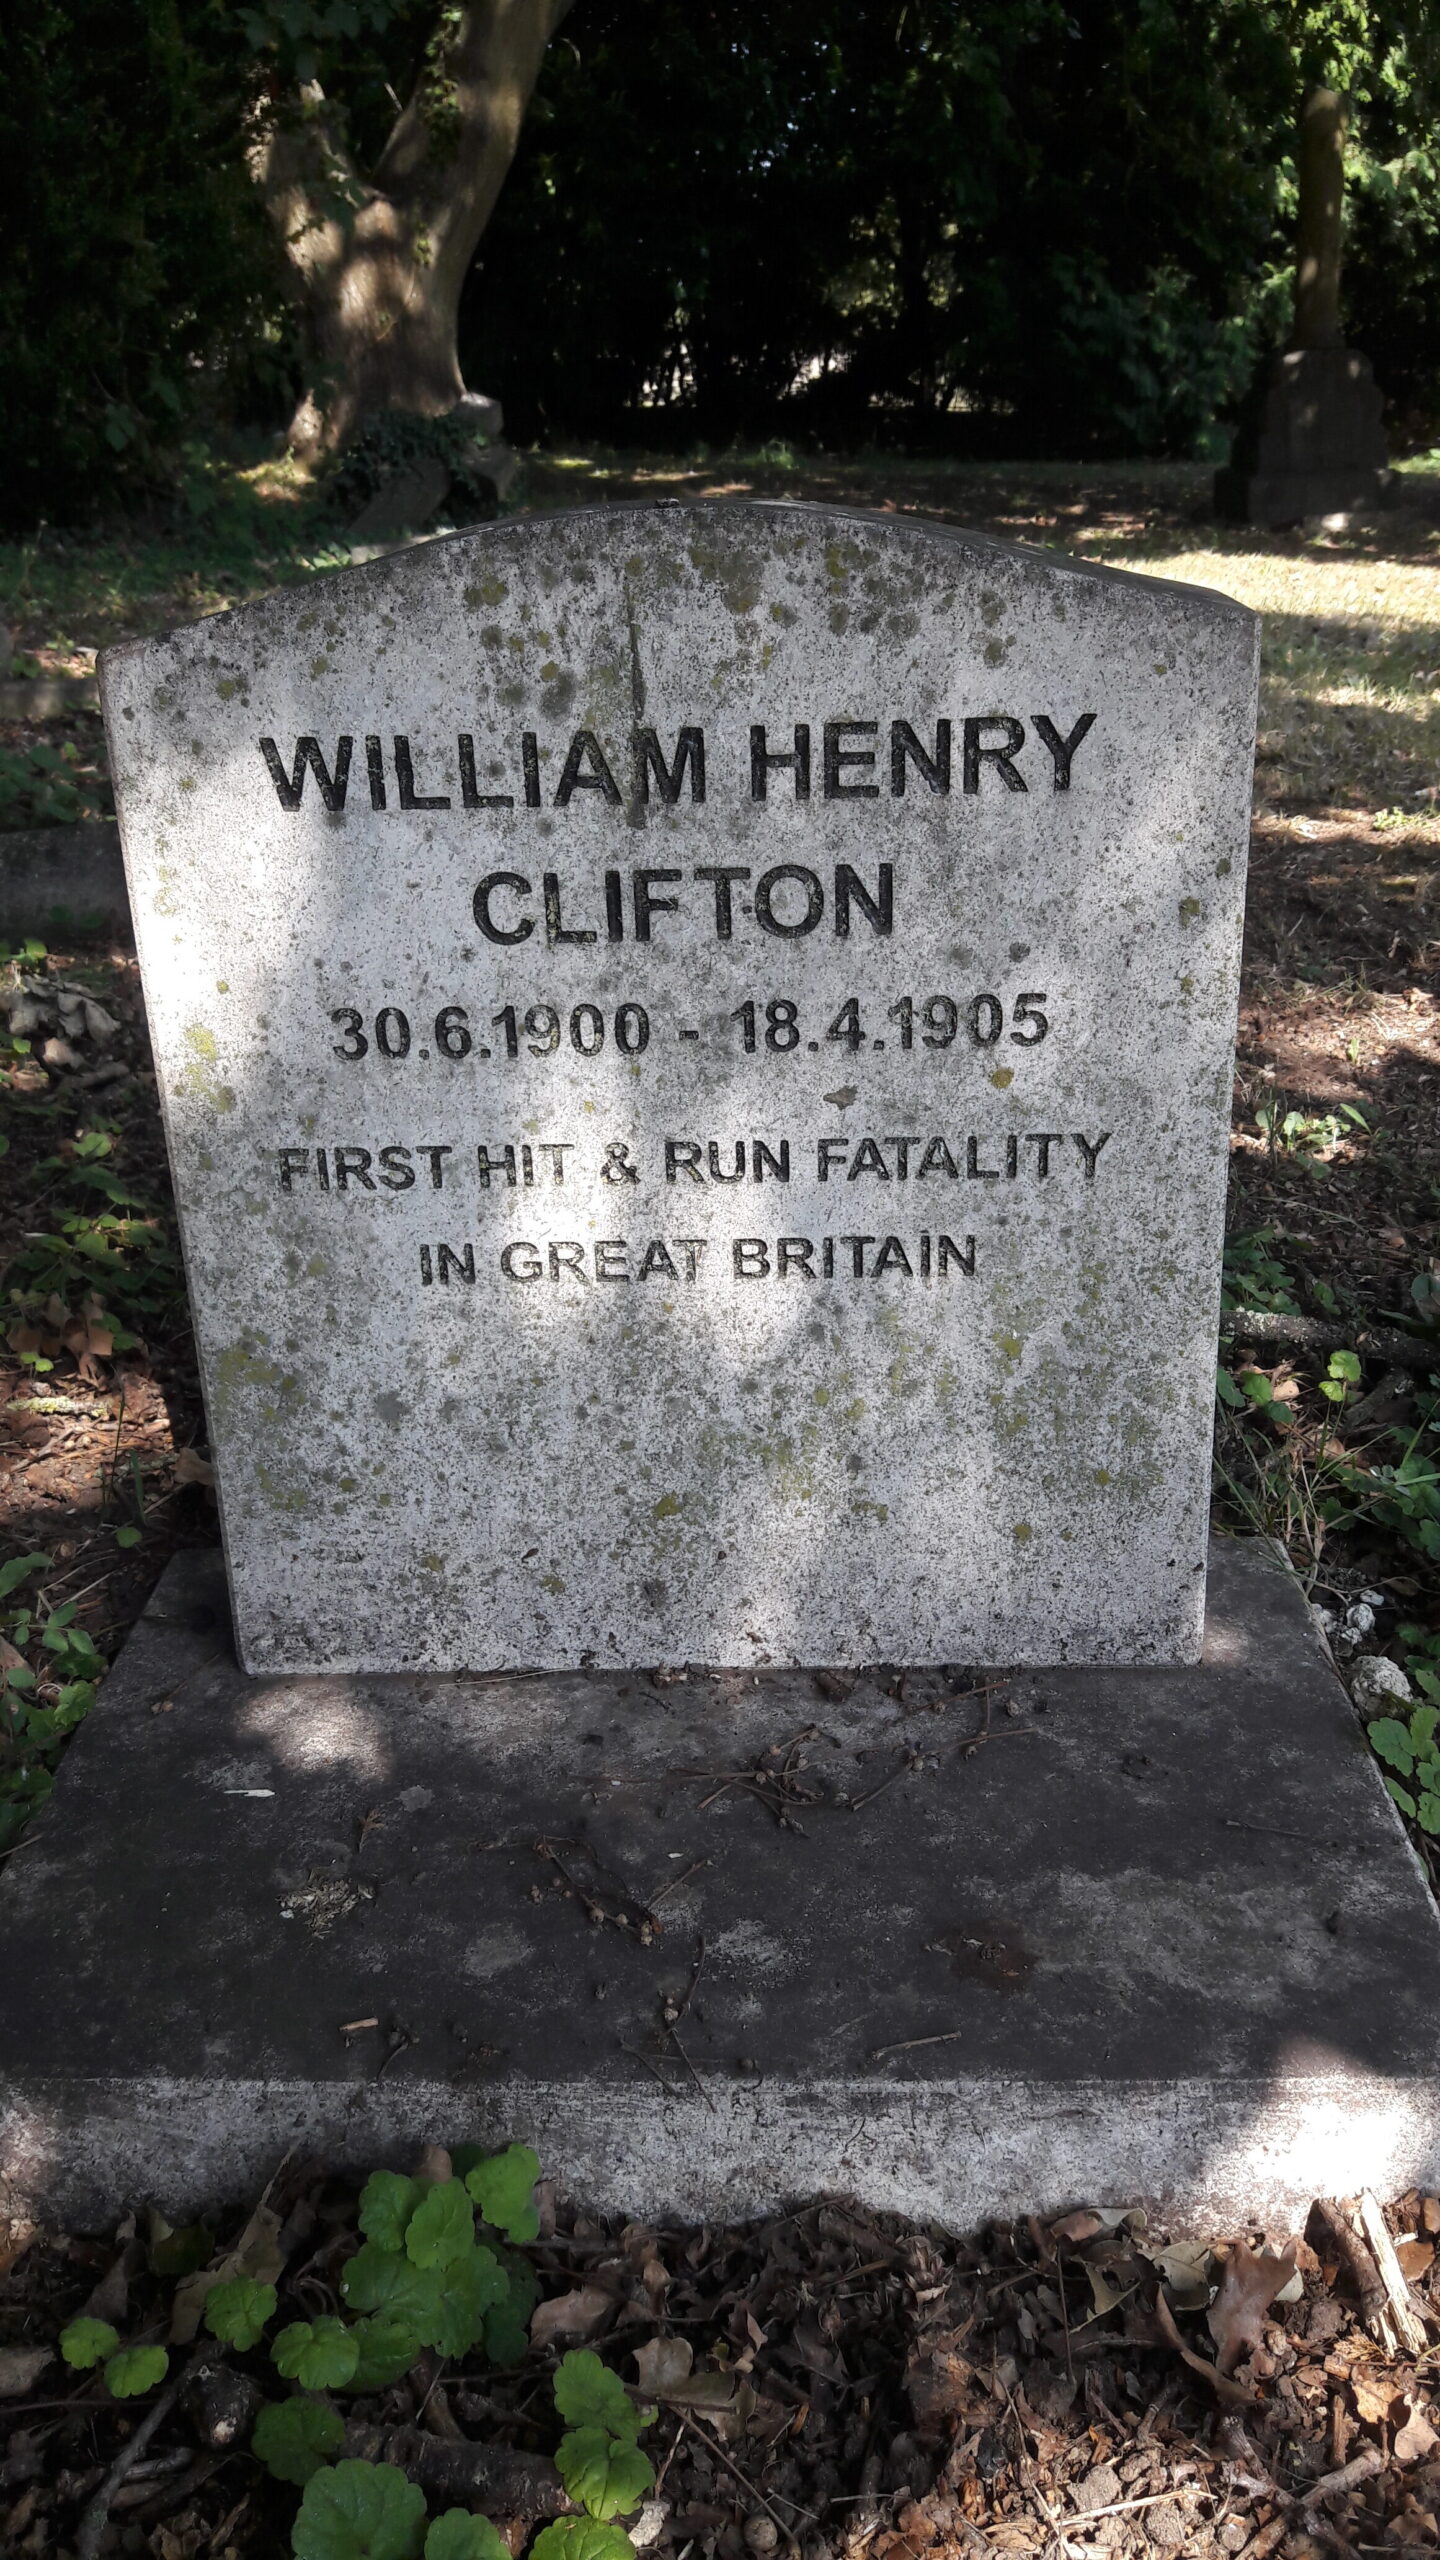 WILLIAM HENRY
CLIFTON
30.6.1900 - 18.4.1905
FIRST HIT & RUN FATALITY
IN GREAT BRITAIN